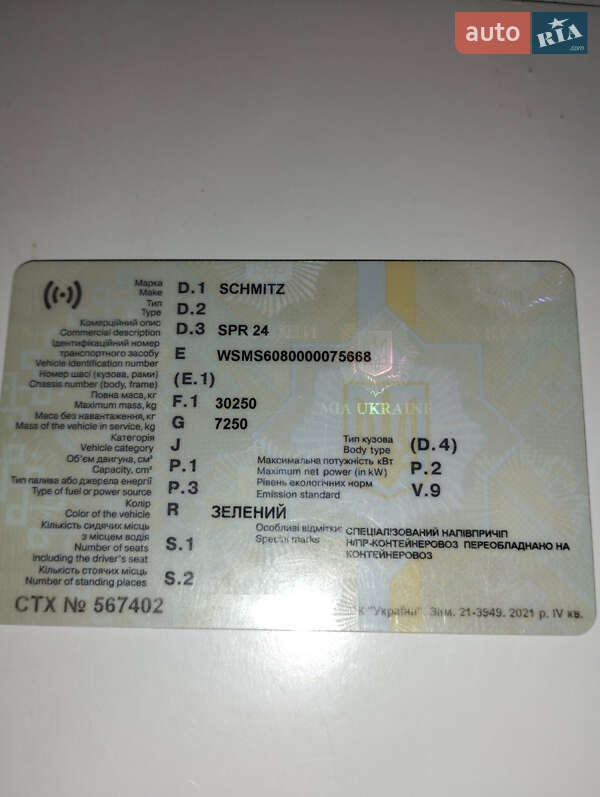 auto RIA .com
Марка
Make D.1 SCHMITZ
Тип
Type D.2
Комерційний опис
Commercial description D.3 SPR 24
Ідентифікаційний номер
транспортного засобу
Vehicle identification number E WSMS6080000075668
Номер шасі (кузова, рами)
Chassis number (body, frame) (E.1)
Повна маса, кг
Maximum mass, kg F.1 30250
Маса без навантаження, кг
Mass of the vehicle in service, kg G 7250
MIA UKRAINE
Категорія
Vehicle category J
Тип кузова
Body type (D.4)
Об'єм двигуна, см³
Capacity, cm³ P.1
Максимальна потужність кВт
Maximum net power (in kW) P.2
Тип палива або джерела енергії
Type of fuel or power source P.3
Рівень екологічних норм
Emission standard V.9
Колір
Color of the vehicle R ЗЕЛЕНИЙ
Особливі відмітки
Special marks
СПЕЦІАЛІЗОВАНИЙ НАПІВПРИЧІП
Н/ПР-КОНТЕЙНЕРОВОЗ ПЕРЕОБЛАДНАНО НА
КОНТЕЙНЕРОВОЗ
Кількість сидячих місць
з місцем водія
Number of seats
including the driver's seat S.1
Кількість стоячих місць
Number of standing places S.2
СТХ № 567402
"Україна". Зам. 21-3949. 2021 р. IV кв.